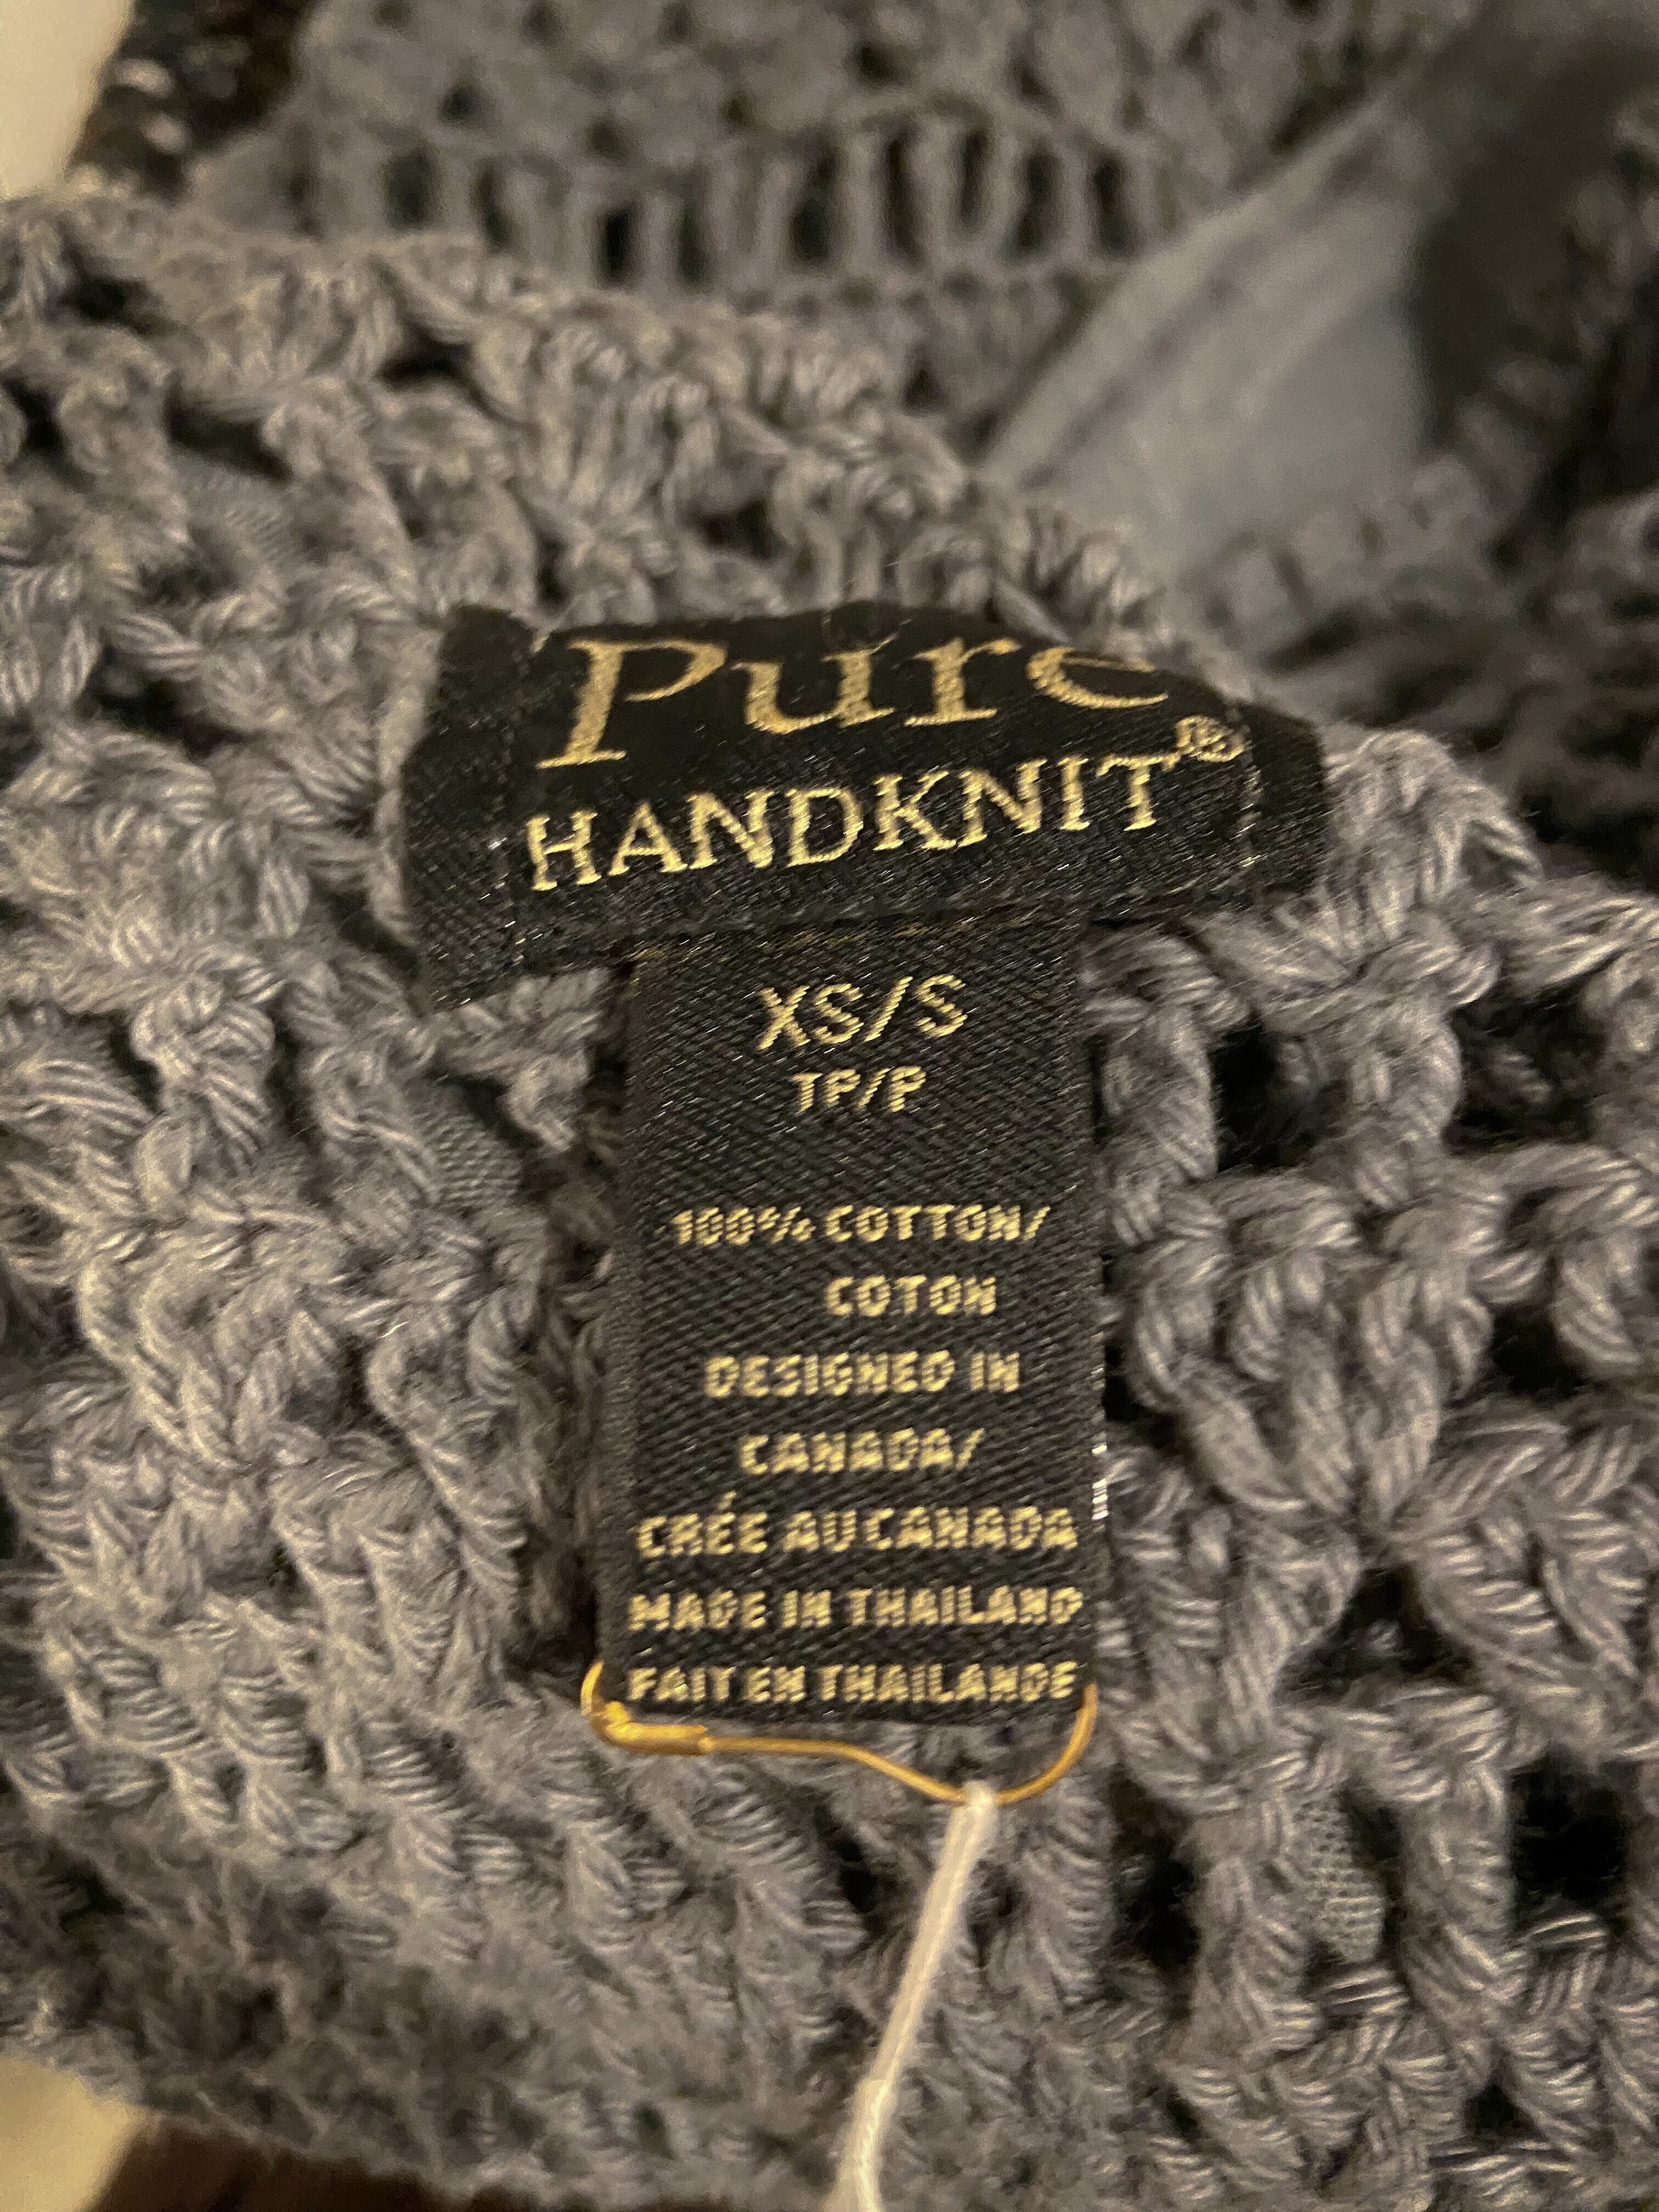 Pure
HANDKNIT®
XS/S
TP/P
100% COTTON/
COTON
DESIGNED IN
CANADA/
CRÉE AU CANADA
MADE IN THAILAND
FAIT EN THAILANDE